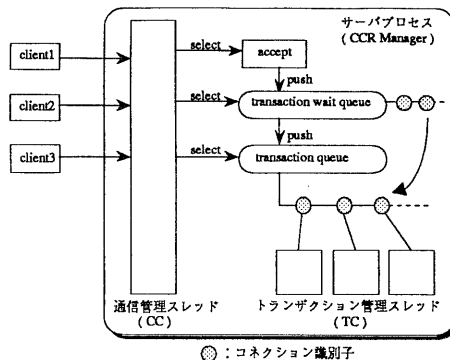 サーバプロセス
( CCR Manager )
client1
select
accept
push
client2
select
transaction wait queue
push
client3
select
transaction queue
通信管理スレッド
( CC )
トランザクション管理スレッド
( TC )
：コネクション識別子